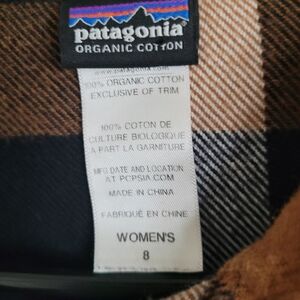 patagonia®
ORGANIC COTTON
www.patagonia.com
100% ORGANIC COTTON
EXCLUSIVE OF TRIM
100% COTON DE
CULTURE BIOLOGIQUE
A PART LA GARNITURE
MFG DATE AND LOCATION
AT PCPSIA.COM
MADE IN CHINA
FABRIQUÉ EN CHINE
WOMEN'S
8